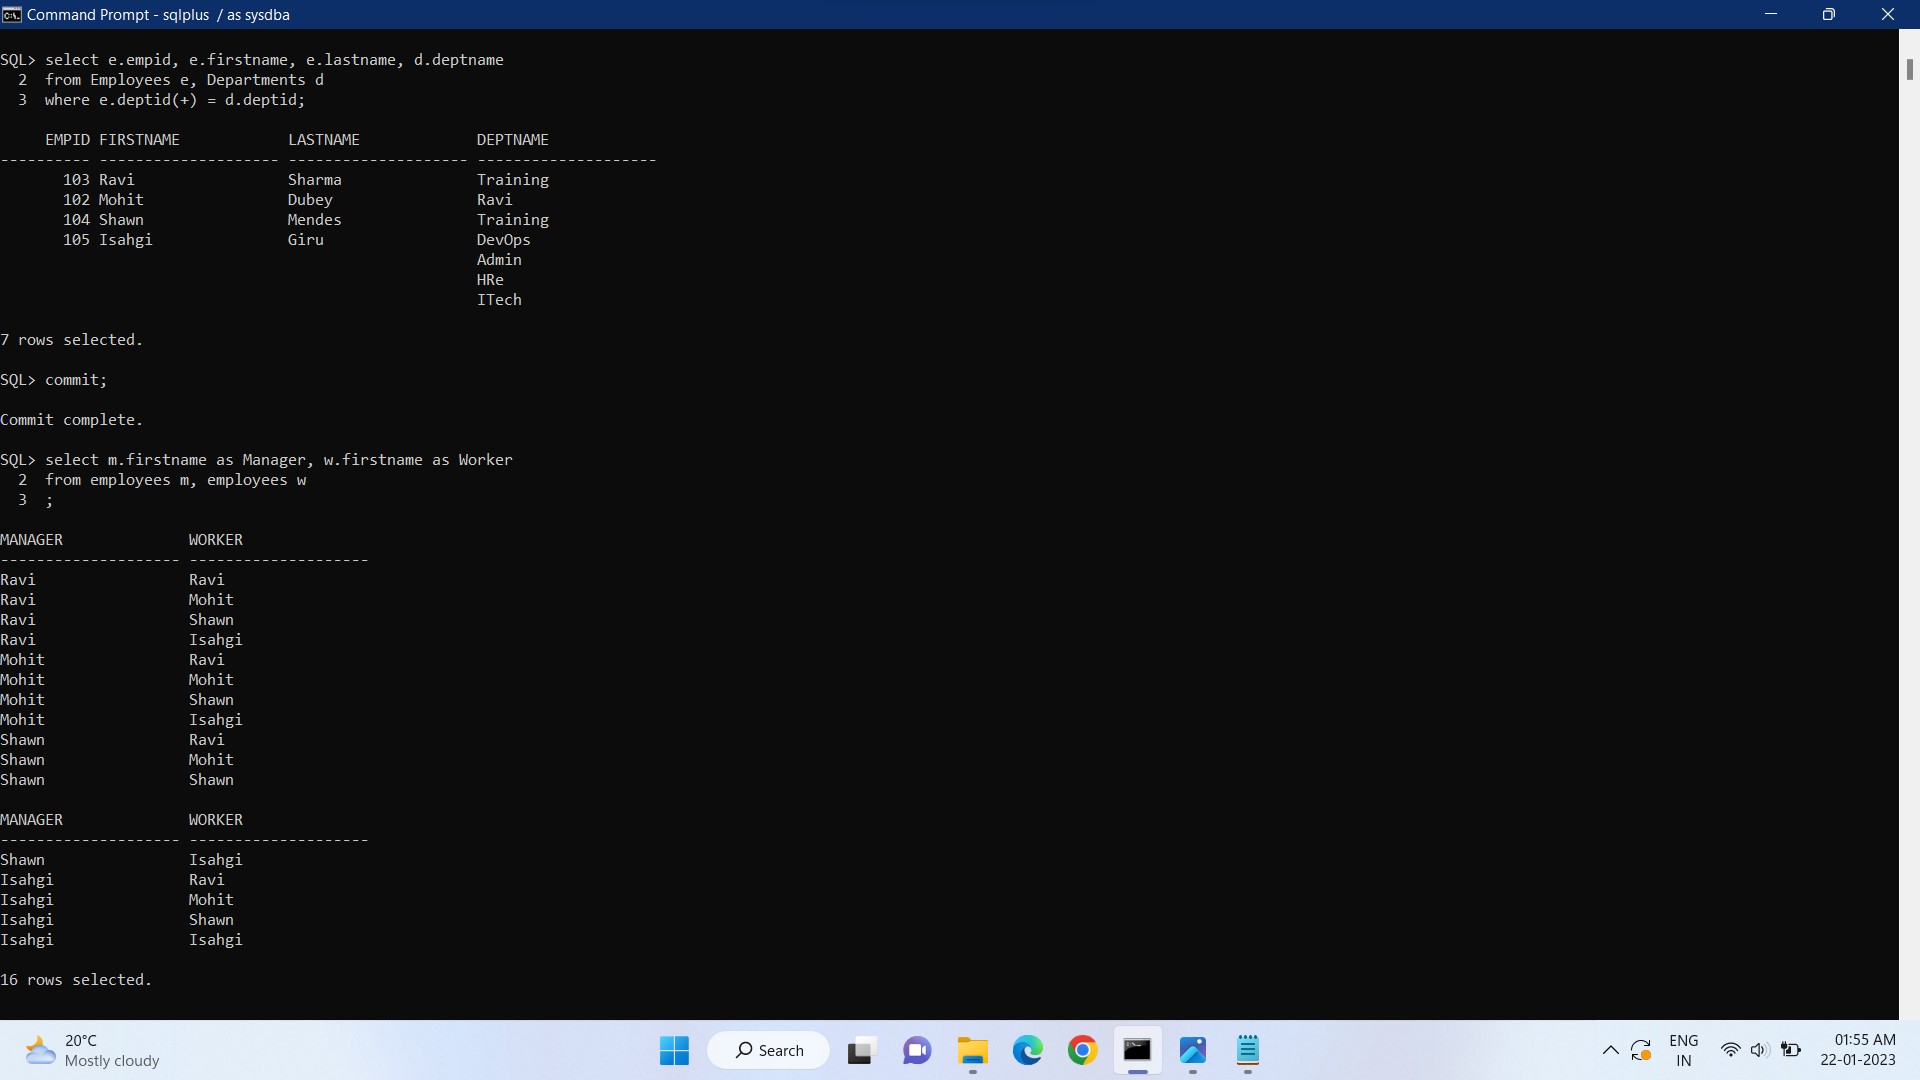 Command Prompt - sqlplus  / as sysdba
SQL> select e.empid, e.firstname, e.lastname, d.deptname
  2  from Employees e, Departments d
  3  where e.deptid(+) = d.deptid;
     EMPID FIRSTNAME            LASTNAME             DEPTNAME
---------- -------------------- -------------------- --------------------
       103 Ravi                 Sharma               Training
       102 Mohit                Dubey                Ravi
       104 Shawn                Mendes               Training
       105 Isahgi               Giru                 DevOps
                                                     Admin
                                                     HRe
                                                     ITech
7 rows selected.
SQL> commit;
Commit complete.
SQL> select m.firstname as Manager, w.firstname as Worker
  2  from employees m, employees w
  3  ;
MANAGER              WORKER
-------------------- --------------------
Ravi                 Ravi
Ravi                 Mohit
Ravi                 Shawn
Ravi                 Isahgi
Mohit                Ravi
Mohit                Mohit
Mohit                Shawn
Mohit                Isahgi
Shawn                Ravi
Shawn                Mohit
Shawn                Shawn
MANAGER              WORKER
-------------------- --------------------
Shawn                Isahgi
Isahgi               Ravi
Isahgi               Mohit
Isahgi               Shawn
Isahgi               Isahgi
16 rows selected.
20°C
Mostly cloudy
Search
ENG
IN
01:55 AM
22-01-2023